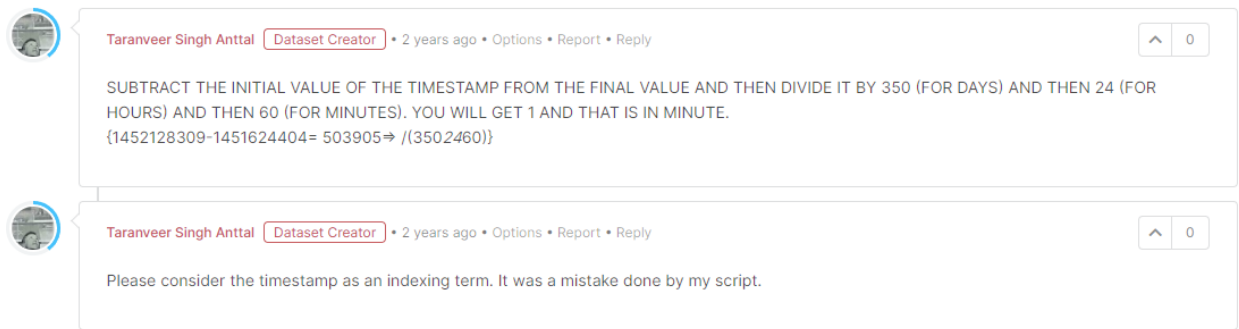 Taranveer Singh Anttal Dataset Creator • 2 years ago • Options • Report • Reply 0
SUBTRACT THE INITIAL VALUE OF THE TIMESTAMP FROM THE FINAL VALUE AND THEN DIVIDE IT BY 350 (FOR DAYS) AND THEN 24 (FOR
HOURS) AND THEN 60 (FOR MINUTES). YOU WILL GET 1 AND THAT IS IN MINUTE.
{1452128309-1451624404= 503905⇒ /(3502460)}
Taranveer Singh Anttal Dataset Creator • 2 years ago • Options • Report • Reply 0
Please consider the timestamp as an indexing term. It was a mistake done by my script.